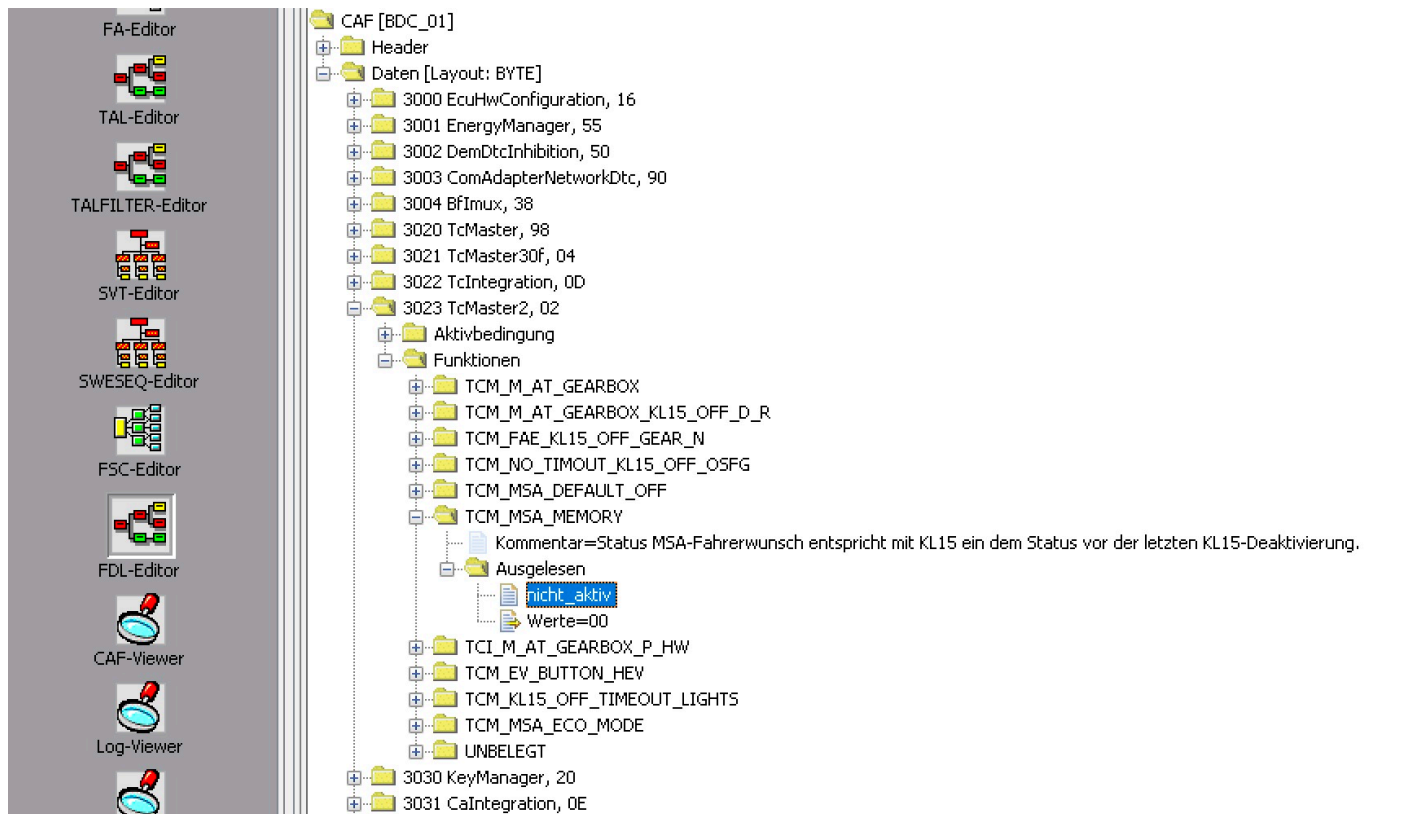 FA-Editor
TAL-Editor
TALFILTER-Editor
SVT-Editor
SWESEQ-Editor
FSC-Editor
FDL-Editor
CAF-Viewer
Log-Viewer
CAF [BDC_01]
Header
Daten [Layout: BYTE]
3000 EcuHwConfiguration, 16
3001 EnergyManager, 55
3002 DemDtcInhibition, 50
3003 ComAdapterNetworkDtc, 90
3004 BfImux, 38
3020 TcMaster, 98
3021 TcMaster30f, 04
3022 TcIntegration, 0D
3023 TcMaster2, 02
Aktivbedingung
Funktionen
TCM_M_AT_GEARBOX
TCM_M_AT_GEARBOX_KL15_OFF_D_R
TCM_FAE_KL15_OFF_GEAR_N
TCM_NO_TIMOUT_KL15_OFF_OSFG
TCM_MSA_DEFAULT_OFF
TCM_MSA_MEMORY
Kommentar=Status MSA-Fahrerwunsch entspricht mit KL15 ein dem Status vor der letzten KL15-Deaktivierung.
Ausgelesen
nicht_aktiv
Werte=00
TCI_M_AT_GEARBOX_P_HW
TCM_EV_BUTTON_HEV
TCM_KL15_OFF_TIMEOUT_LIGHTS
TCM_MSA_ECO_MODE
UNBELEGT
3030 KeyManager, 20
3031 CaIntegration, 0E